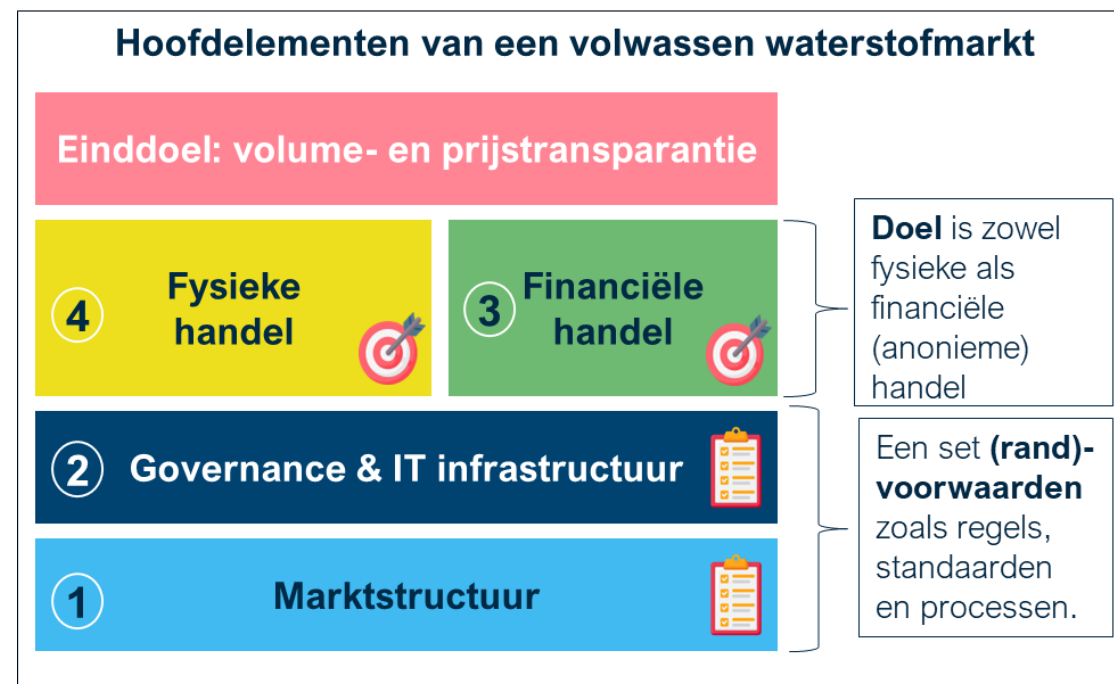 Hoofdelementen van een volwassen waterstofmarkt
Einddoel: volume- en prijstransparantie
4
Fysieke
handel
3
Financiële
handel
Doel is zowel
fysieke als
financiële
(anonieme)
handel
2
Governance & IT infrastructuur
1
Marktstructuur
Een set (rand)-
voorwaarden
zoals regels,
standaarden
en processen.